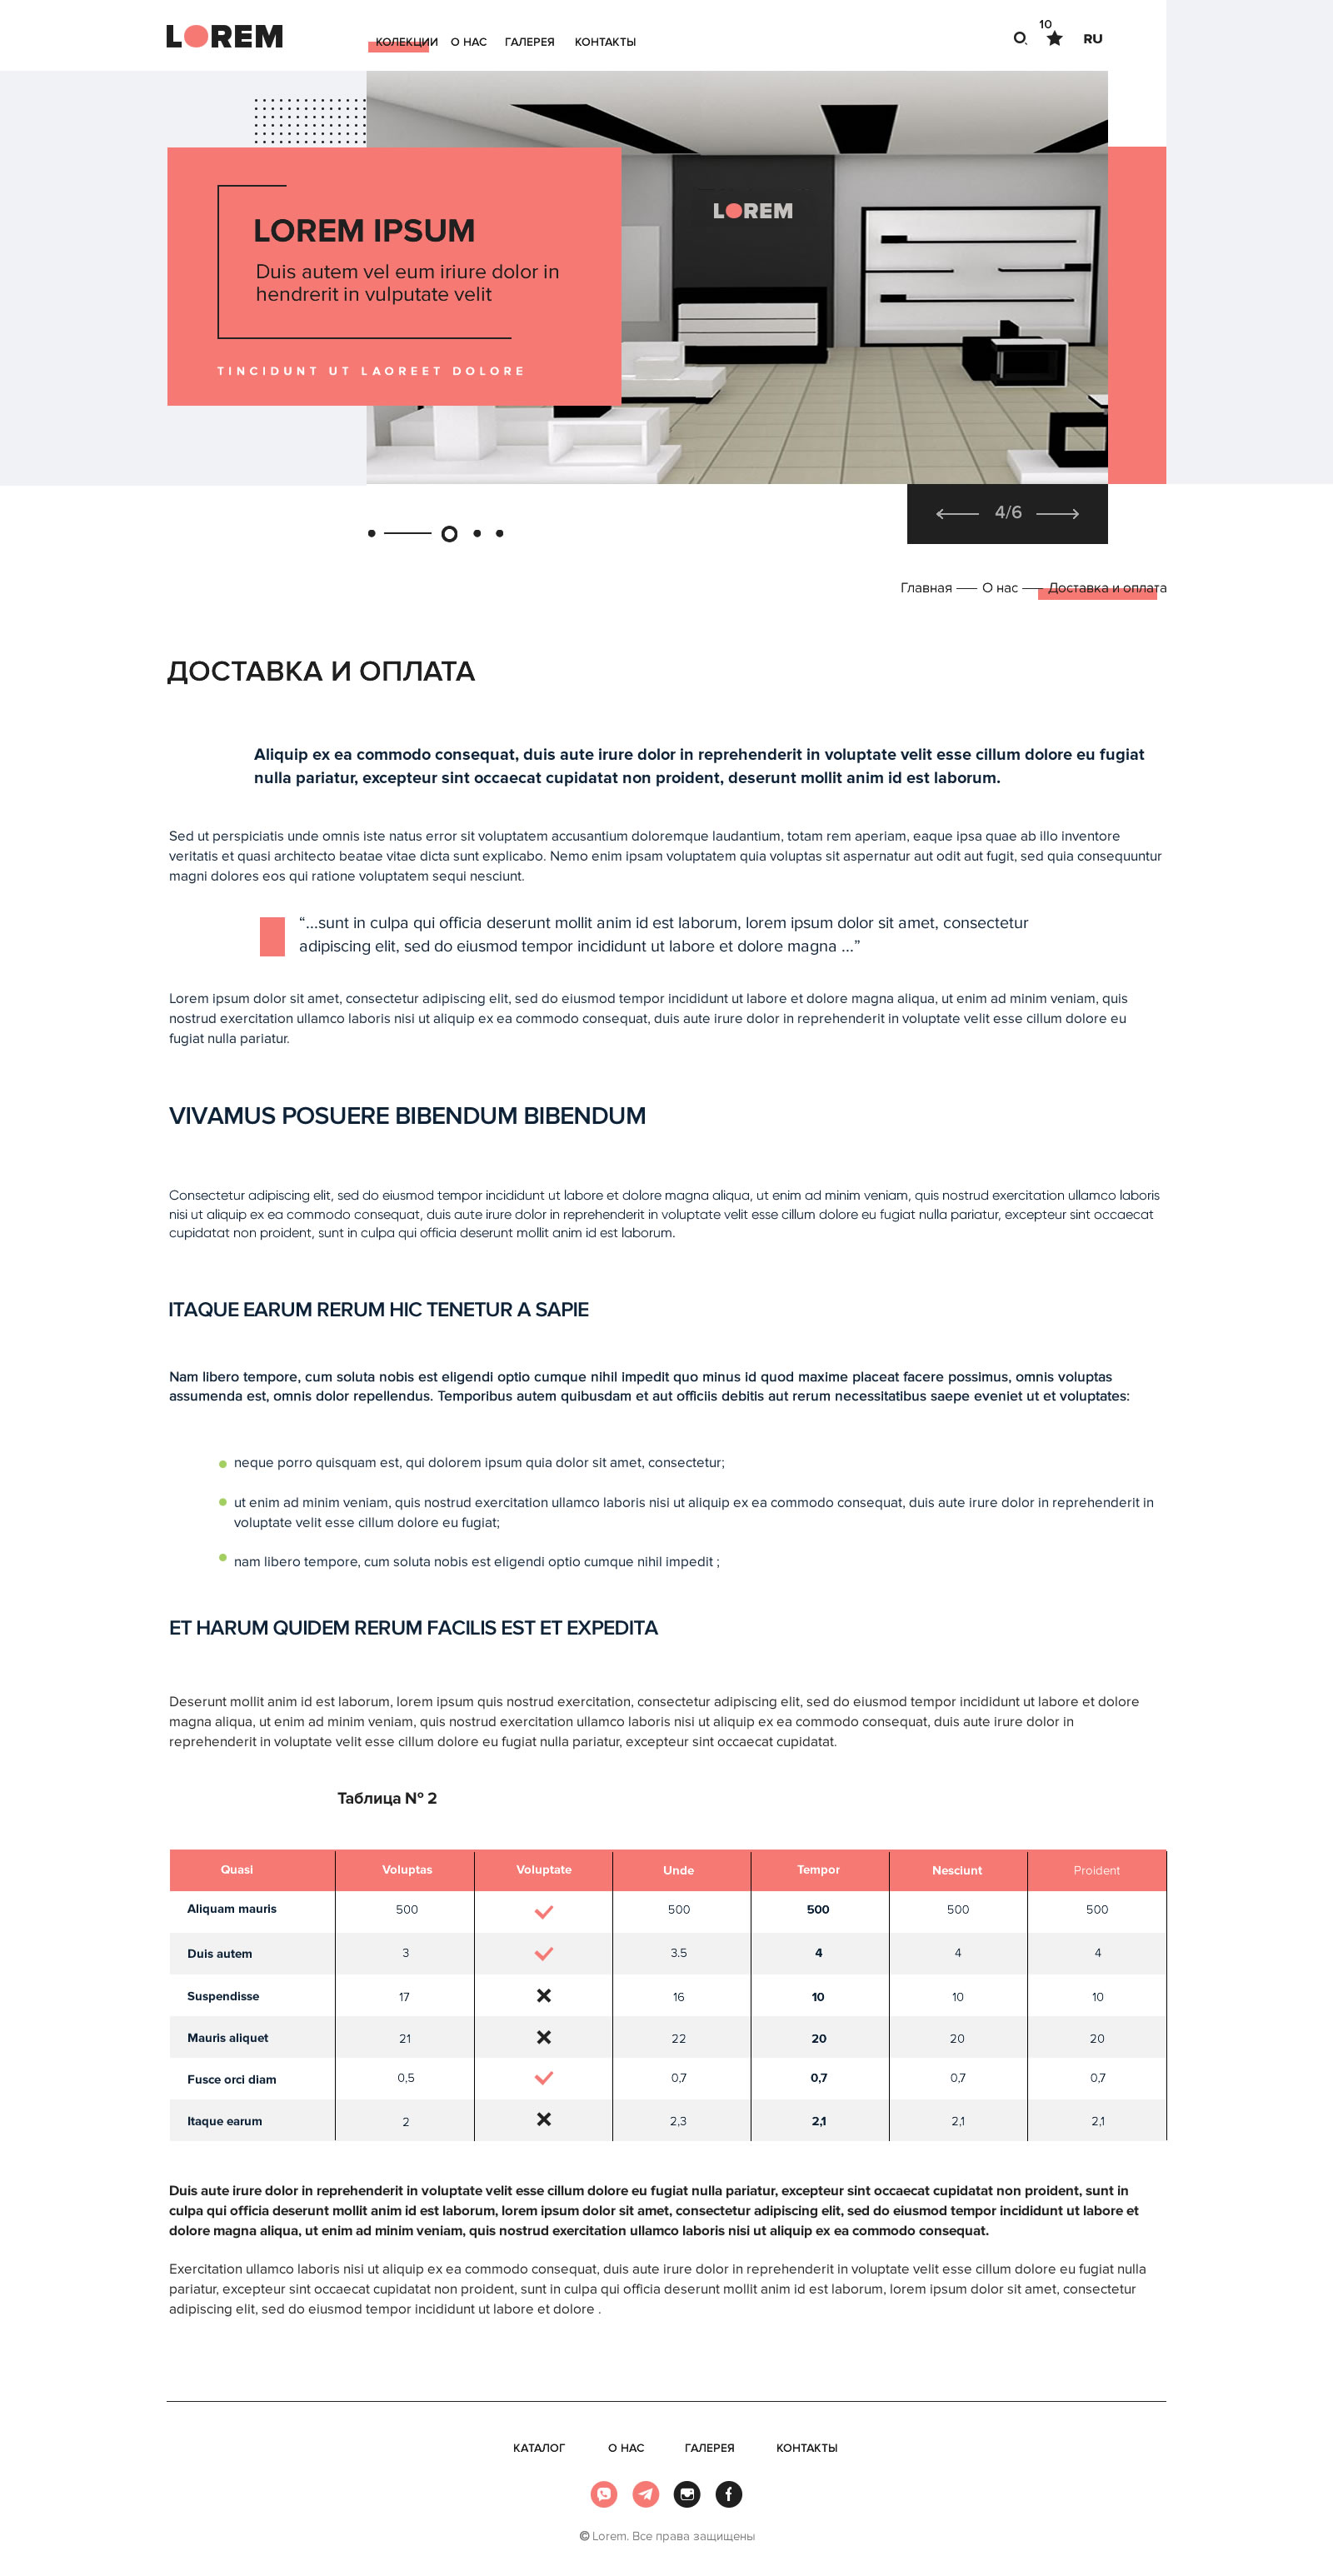 LOREM
КОЛЕКЦИИ О НАС ГАЛЕРЕЯ КОНТАКТЫ
10
RU
LOREM
LOREM IPSUM
Duis autem vel eum iriure dolor in
hendrerit in vulputate velit
TINCIDUNT UT LAOREET DOLORE
4/6
Главная — О нас — Доставка и оплата
ДОСТАВКА И ОПЛАТА
Aliquip ex ea commodo consequat, duis aute irure dolor in reprehenderit in voluptate velit esse cillum dolore eu fugiat
nulla pariatur, excepteur sint occaecat cupidatat non proident, deserunt mollit anim id est laborum.
Sed ut perspiciatis unde omnis iste natus error sit voluptatem accusantium doloremque laudantium, totam rem aperiam, eaque ipsa quae ab illo inventore
veritatis et quasi architecto beatae vitae dicta sunt explicabo. Nemo enim ipsam voluptatem quia voluptas sit aspernatur aut odit aut fugit, sed quia consequuntur
magni dolores eos qui ratione voluptatem sequi nesciunt.
“...sunt in culpa qui officia deserunt mollit anim id est laborum, lorem ipsum dolor sit amet, consectetur
adipiscing elit, sed do eiusmod tempor incididunt ut labore et dolore magna ...”
Lorem ipsum dolor sit amet, consectetur adipiscing elit, sed do eiusmod tempor incididunt ut labore et dolore magna aliqua, ut enim ad minim veniam, quis
nostrud exercitation ullamco laboris nisi ut aliquip ex ea commodo consequat, duis aute irure dolor in reprehenderit in voluptate velit esse cillum dolore eu
fugiat nulla pariatur.
VIVAMUS POSUERE BIBENDUM BIBENDUM
Consectetur adipiscing elit, sed do eiusmod tempor incididunt ut labore et dolore magna aliqua, ut enim ad minim veniam, quis nostrud exercitation ullamco laboris
nisi ut aliquip ex ea commodo consequat, duis aute irure dolor in reprehenderit in voluptate velit esse cillum dolore eu fugiat nulla pariatur, excepteur sint occaecat
cupidatat non proident, sunt in culpa qui officia deserunt mollit anim id est laborum.
ITAQUE EARUM RERUM HIC TENETUR A SAPIE
Nam libero tempore, cum soluta nobis est eligendi optio cumque nihil impedit quo minus id quod maxime placeat facere possimus, omnis voluptas
assumenda est, omnis dolor repellendus. Temporibus autem quibusdam et aut officiis debitis aut rerum necessitatibus saepe eveniet ut et voluptates:
neque porro quisquam est, qui dolorem ipsum quia dolor sit amet, consectetur;
ut enim ad minim veniam, quis nostrud exercitation ullamco laboris nisi ut aliquip ex ea commodo consequat, duis aute irure dolor in reprehenderit in
voluptate velit esse cillum dolore eu fugiat;
nam libero tempore, cum soluta nobis est eligendi optio cumque nihil impedit ;
ET HARUM QUIDEM RERUM FACILIS EST ET EXPEDITA
Deserunt mollit anim id est laborum, lorem ipsum quis nostrud exercitation, consectetur adipiscing elit, sed do eiusmod tempor incididunt ut labore et dolore
magna aliqua, ut enim ad minim veniam, quis nostrud exercitation ullamco laboris nisi ut aliquip ex ea commodo consequat, duis aute irure dolor in
reprehenderit in voluptate velit esse cillum dolore eu fugiat nulla pariatur, excepteur sint occaecat cupidatat.
Таблица № 2
Quasi Voluptas Voluptate Unde Tempor Nesciunt Proident
Aliquam mauris 500 500 500 500 500
Duis autem 3 3.5 4 4 4
Suspendisse 17 16 10 10 10
Mauris aliquet 21 22 20 20 20
Fusce orci diam 0,5 0,7 0,7 0,7 0,7
Itaque earum 2 2,3 2,1 2,1 2,1
Duis aute irure dolor in reprehenderit in voluptate velit esse cillum dolore eu fugiat nulla pariatur, excepteur sint occaecat cupidatat non proident, sunt in
culpa qui officia deserunt mollit anim id est laborum, lorem ipsum dolor sit amet, consectetur adipiscing elit, sed do eiusmod tempor incididunt ut labore et
dolore magna aliqua, ut enim ad minim veniam, quis nostrud exercitation ullamco laboris nisi ut aliquip ex ea commodo consequat.
Exercitation ullamco laboris nisi ut aliquip ex ea commodo consequat, duis aute irure dolor in reprehenderit in voluptate velit esse cillum dolore eu fugiat nulla
pariatur, excepteur sint occaecat cupidatat non proident, sunt in culpa qui officia deserunt mollit anim id est laborum, lorem ipsum dolor sit amet, consectetur
adipiscing elit, sed do eiusmod tempor incididunt ut labore et dolore .
КАТАЛОГ О НАС ГАЛЕРЕЯ КОНТАКТЫ
© Lorem. Все права защищены